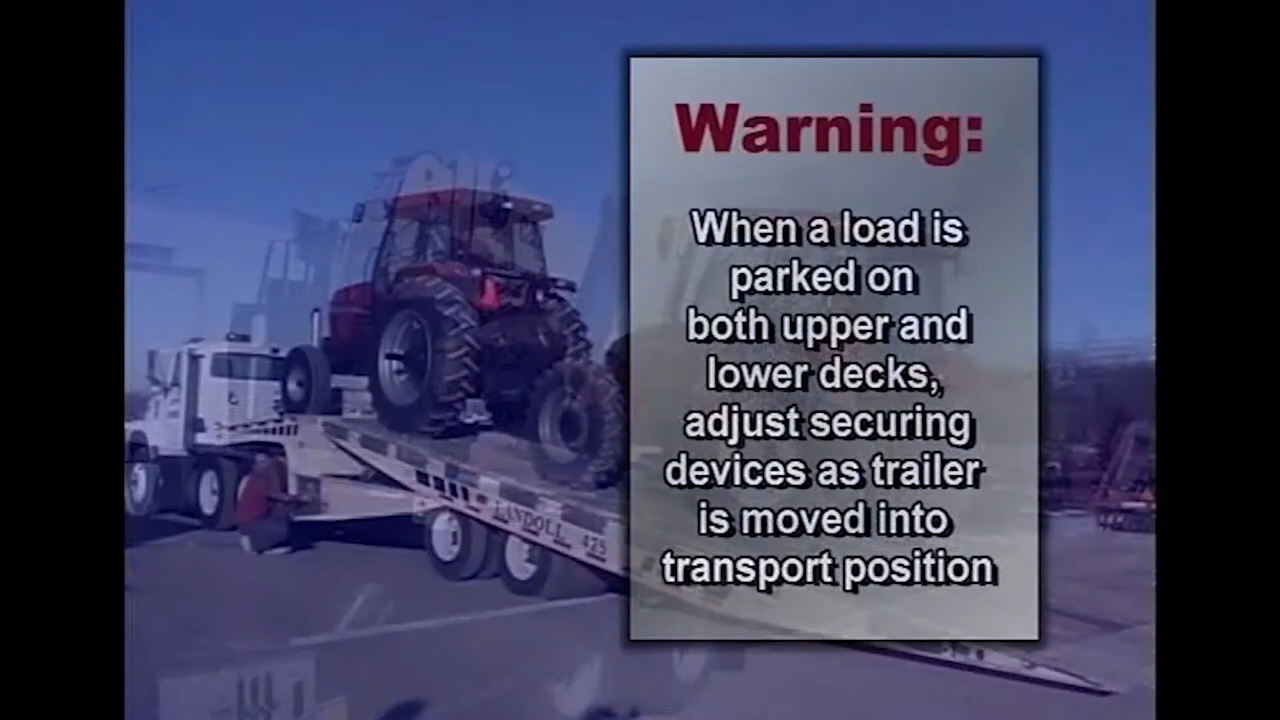 Warning:
When a load is
parked on
both upper and
lower decks,
adjust securing
devices as trailer
is moved into
transport position
LANDOLL 425